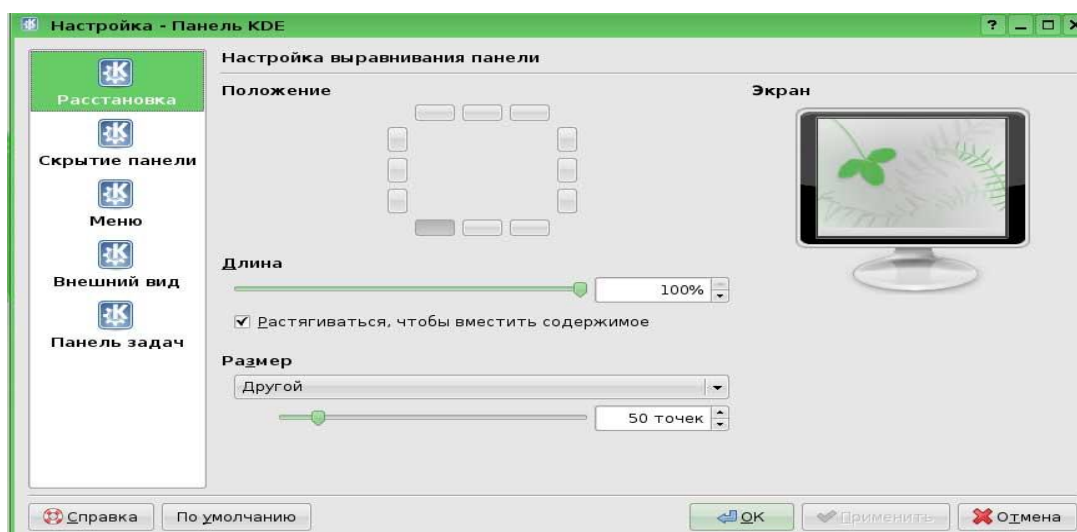 Настройка - Панель KDE
Расстановка
Скрытие панели
Меню
Внешний вид
Панель задач
Настройка выравнивания панели
Положение
Экран
Длина
100%
Растягиваться, чтобы вместить содержимое
Размер
Другой
50 точек
Справка
По умолчанию
OK
Применить
Отмена